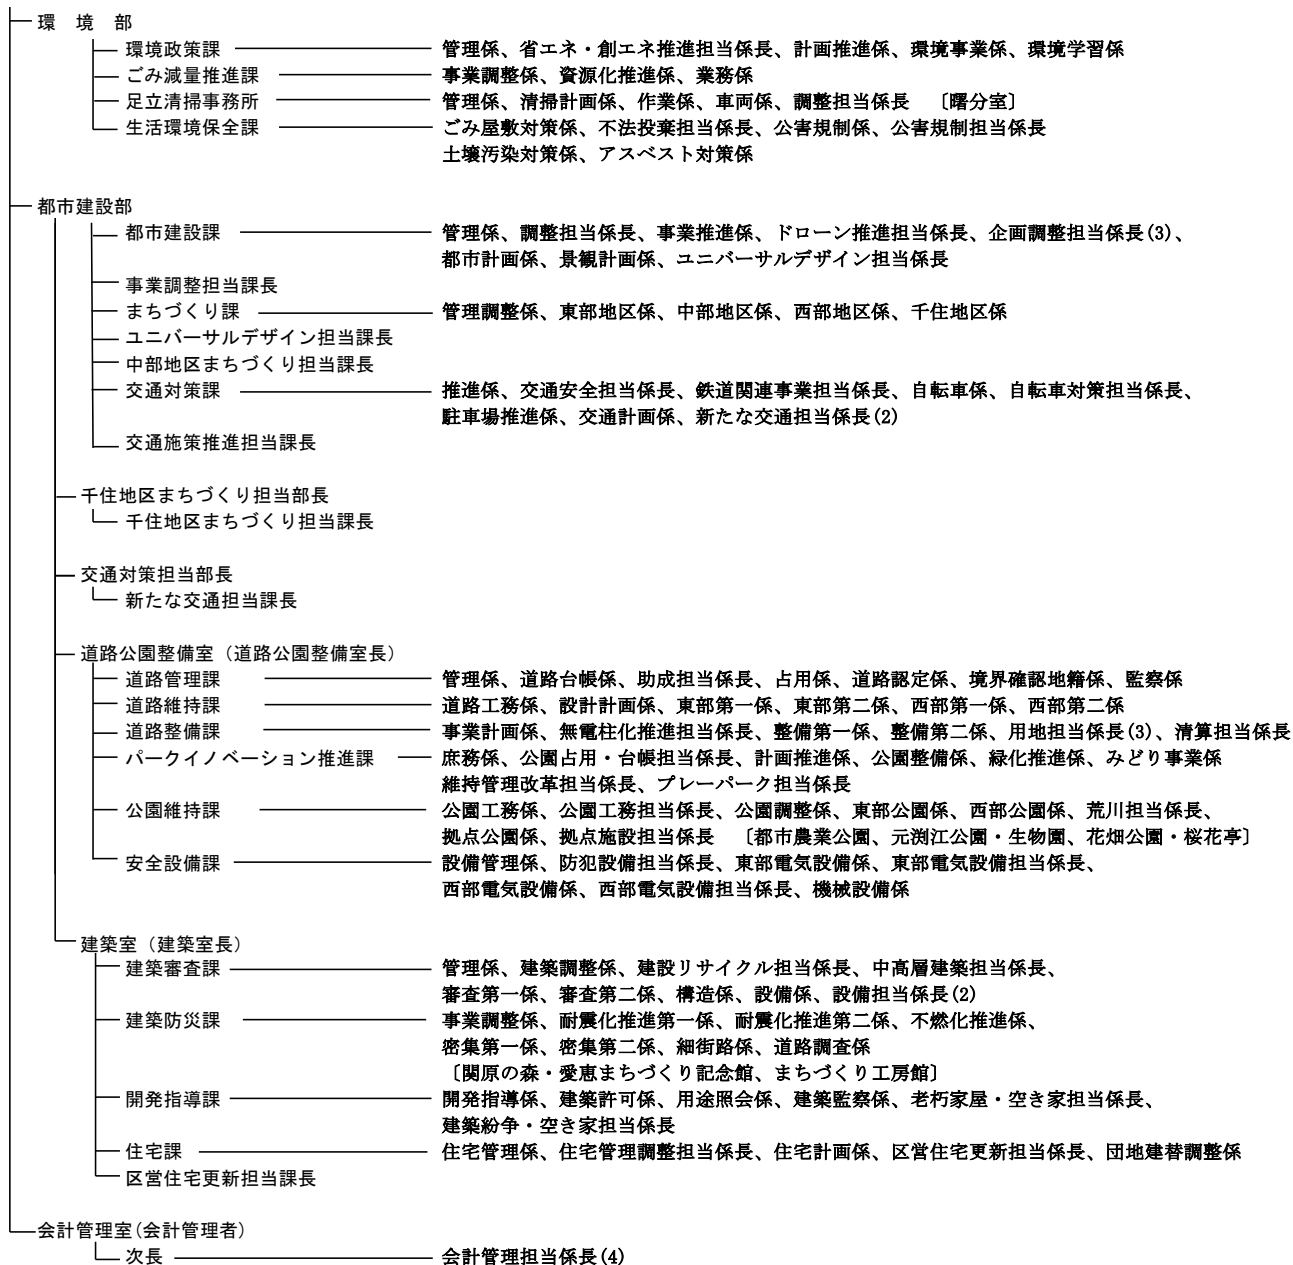 環　境　部
環境政策課　管理係、省エネ・創エネ推進担当係長、計画推進係、環境事業係、環境学習係
ごみ減量推進課　事業調整係、資源化推進係、業務係
足立清掃事務所　管理係、清掃計画係、作業係、車両係、調整担当係長　〔曙分室〕
生活環境保全課　ごみ屋敷対策係、不法投棄担当係長、公害規制係、公害規制担当係長
土壌汚染対策係、アスベスト対策係
都市建設部
都市建設課　管理係、調整担当係長、事業推進係、ドローン推進担当係長、企画調整担当係長(3)、
都市計画係、景観計画係、ユニバーサルデザイン担当係長
事業調整担当課長
まちづくり課　管理調整係、東部地区係、中部地区係、西部地区係、千住地区係
ユニバーサルデザイン担当課長
中部地区まちづくり担当課長
交通対策課　推進係、交通安全担当係長、鉄道関連事業担当係長、自転車係、自転車対策担当係長、
駐車場推進係、交通計画係、新たな交通担当係長(2)
交通施策推進担当課長
千住地区まちづくり担当部長
千住地区まちづくり担当課長
交通対策担当部長
新たな交通担当課長
道路公園整備室（道路公園整備室長）
道路管理課　管理係、道路台帳係、助成担当係長、占用係、道路認定係、境界確認地籍係、監察係
道路維持課　道路工務係、設計計画係、東部第一係、東部第二係、西部第一係、西部第二係
道路整備課　事業計画係、無電柱化推進担当係長、整備第一係、整備第二係、用地担当係長(3)、清算担当係長
パークイノベーション推進課　庶務係、公園占用・台帳担当係長、計画推進係、公園整備係、緑化推進係、みどり事業係
維持管理改革担当係長、プレーパーク担当係長
公園維持課　公園工務係、公園工務担当係長、公園調整係、東部公園係、西部公園係、荒川担当係長、
拠点公園係、拠点施設担当係長　〔都市農業公園、元渕江公園・生物園、花畑公園・桜花亭〕
安全設備課　設備管理係、防犯設備担当係長、東部電気設備係、東部電気設備担当係長、
西部電気設備係、西部電気設備担当係長、機械設備係
建築室（建築室長）
建築審査課　管理係、建築調整係、建設リサイクル担当係長、中高層建築担当係長、
審査第一係、審査第二係、構造係、設備係、設備担当係長(2)
建築防災課　事業調整係、耐震化推進第一係、耐震化推進第二係、不燃化推進係、
密集第一係、密集第二係、細街路係、道路調査係
〔関原の森・愛恵まちづくり記念館、まちづくり工房館〕
開発指導課　開発指導係、建築許可係、用途照会係、建築監察係、老朽家屋・空き家担当係長、
建築紛争・空き家担当係長
住宅課　住宅管理係、住宅管理調整担当係長、住宅計画係、区営住宅更新担当係長、団地建替調整係
区営住宅更新担当課長
会計管理室(会計管理者)
次長　会計管理担当係長(4)